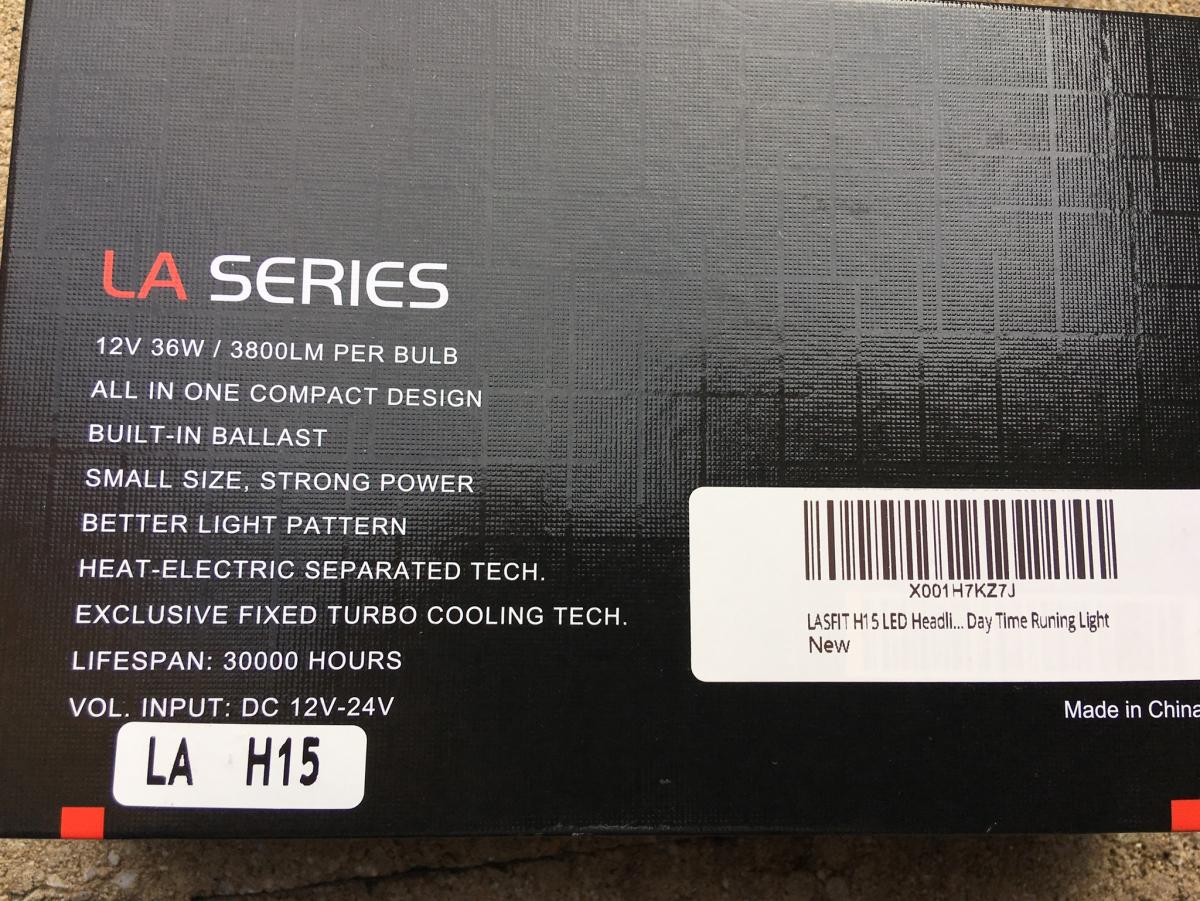 LA SERIES
12V 36W / 3800LM PER BULB
ALL IN ONE COMPACT DESIGN
BUILT-IN BALLAST
SMALL SIZE, STRONG POWER
BETTER LIGHT PATTERN
HEAT-ELECTRIC SEPARATED TECH.
EXCLUSIVE FIXED TURBO COOLING TECH.
LIFESPAN: 30000 HOURS
VOL. INPUT: DC 12V-24V
LA H15
X001H7KZ7J
LASFIT H15 LED Headli... Day Time Runing Light
New
Made in China